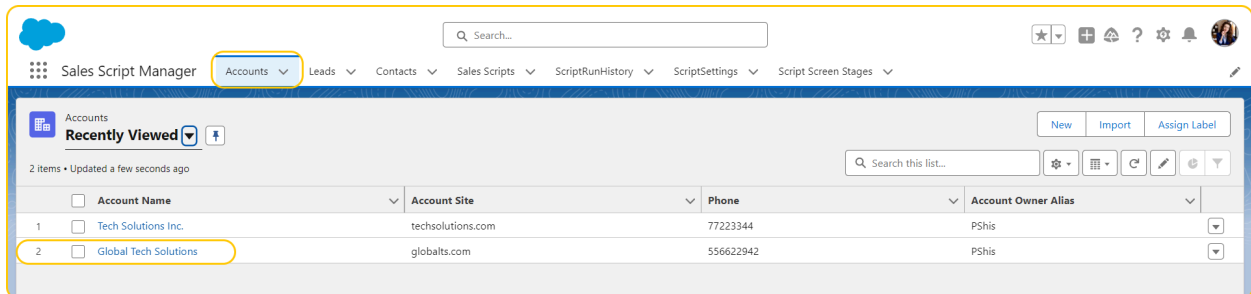 Search...
Sales Script Manager Accounts Leads Contacts Sales Scripts ScriptRunHistory ScriptSettings Script Screen Stages
Accounts
Recently Viewed
New Import Assign Label
2 items • Updated a few seconds ago
Search this list...
Account Name Account Site Phone Account Owner Alias
1 Tech Solutions Inc. techsolutions.com 77223344 PShis
2 Global Tech Solutions globalts.com 556622942 PShis